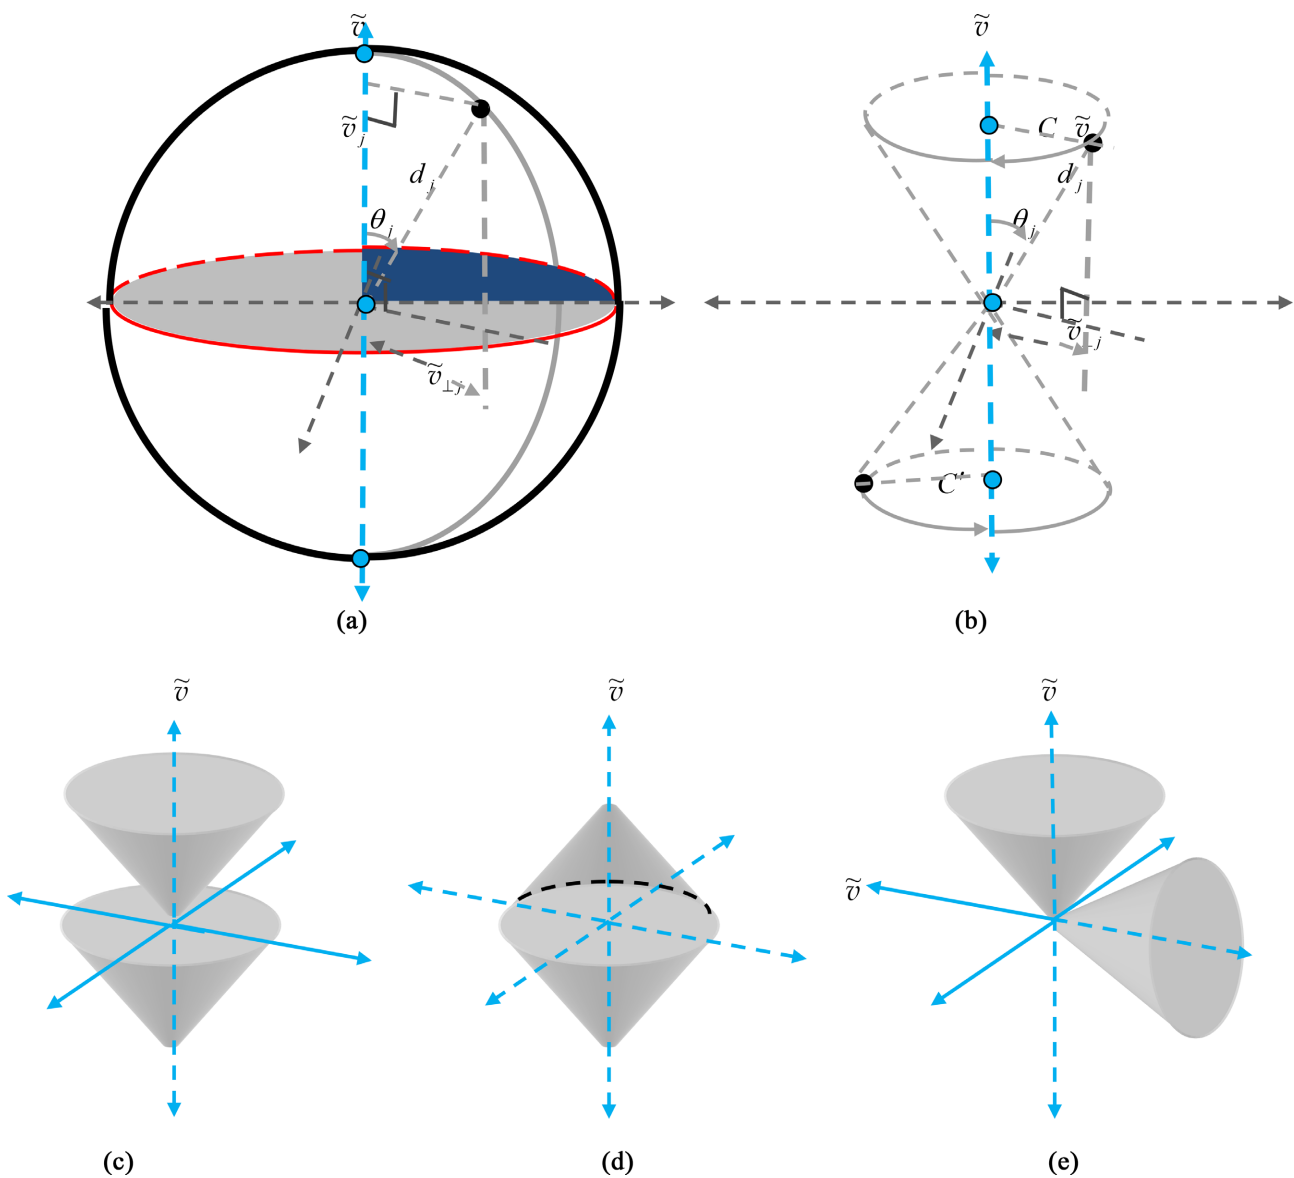 ṽ
ṽ
ṽ_j
d_j
θ_j
ṽ_⊥j
(a)
C
ṽ
d_j
θ_j
ṽ_⊥j
C'
(b)
ṽ
ṽ
ṽ
ṽ
(c)
(d)
(e)